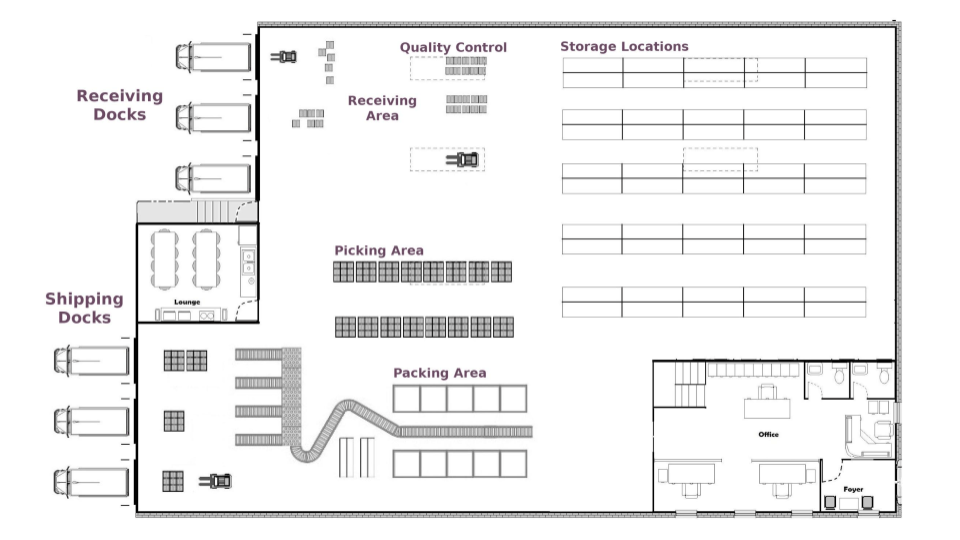 Quality Control
Storage Locations
Receiving
Docks
Receiving
Area
Picking Area
Shipping
Docks
Lounge
Packing Area
Office
Foyer